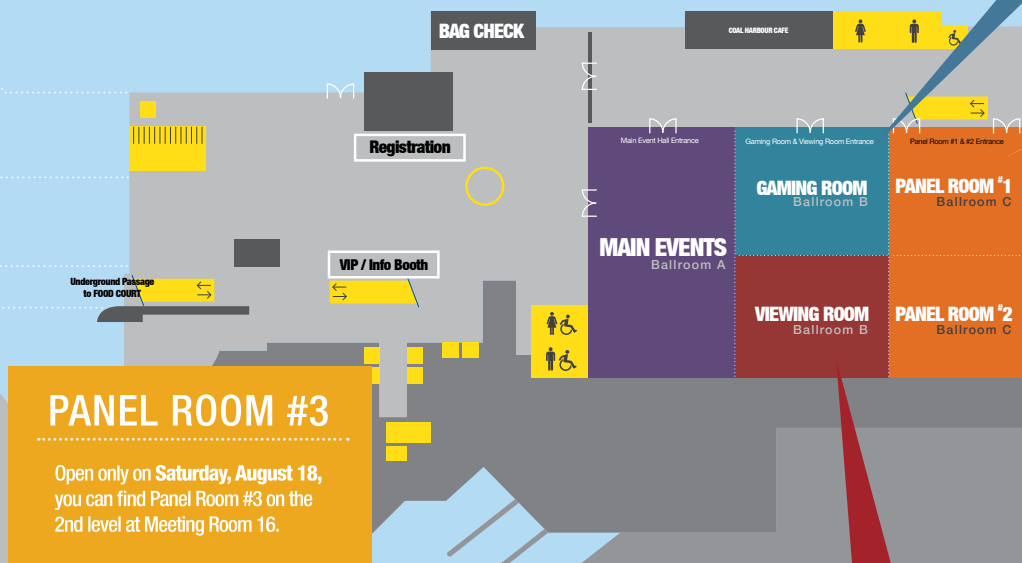 BAG CHECK
COAL HARBOUR CAFE
Registration
Main Event Hall Entrance
Gaming Room & Viewing Room Entrance
Panel Room #1 & #2 Entrance
GAMING ROOM
Ballroom B
PANEL ROOM #1
Ballroom C
MAIN EVENTS
Ballroom A
VIP / Info Booth
Underground Passage
to FOOD COURT
VIEWING ROOM
Ballroom B
PANEL ROOM #2
Ballroom C
PANEL ROOM #3
Open only on Saturday, August 18,
you can find Panel Room #3 on the
2nd level at Meeting Room 16.